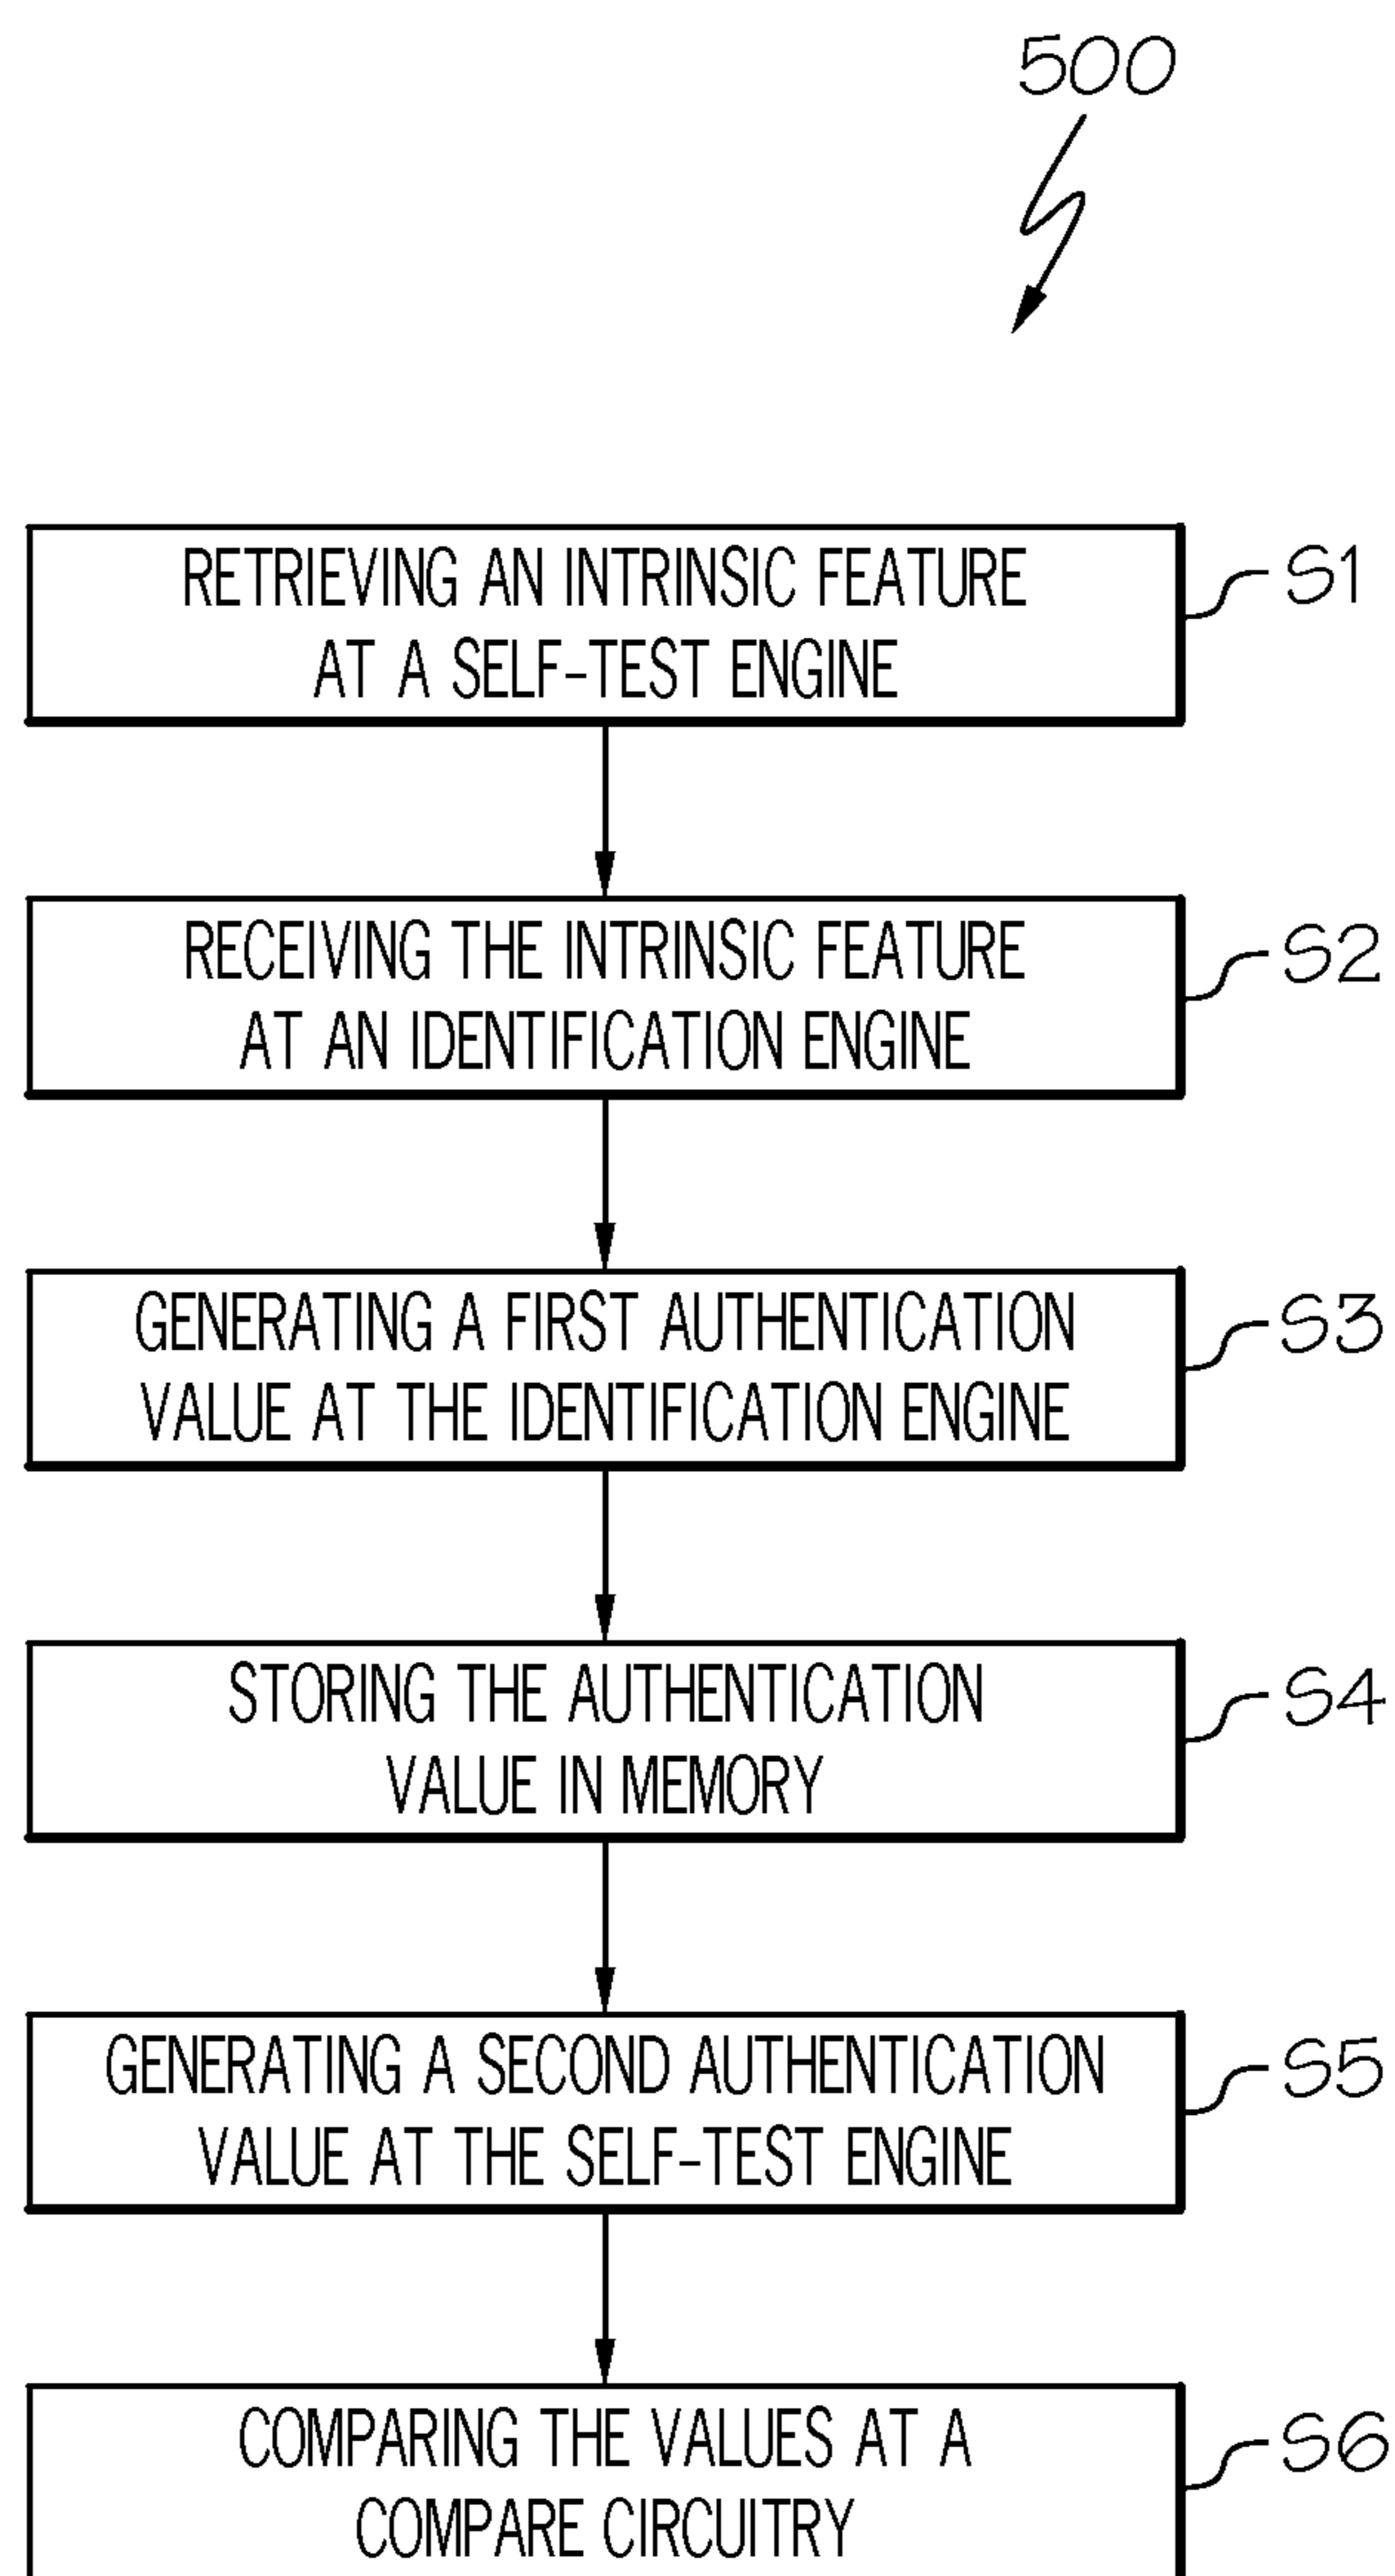 500
RETRIEVING AN INTRINSIC FEATURE
AT A SELF-TEST ENGINE
S1
RECEIVING THE INTRINSIC FEATURE
AT AN IDENTIFICATION ENGINE
S2
GENERATING A FIRST AUTHENTICATION
VALUE AT THE IDENTIFICATION ENGINE
S3
STORING THE AUTHENTICATION
VALUE IN MEMORY
S4
GENERATING A SECOND AUTHENTICATION
VALUE AT THE SELF-TEST ENGINE
S5
COMPARING THE VALUES AT A
COMPARE CIRCUITRY
S6